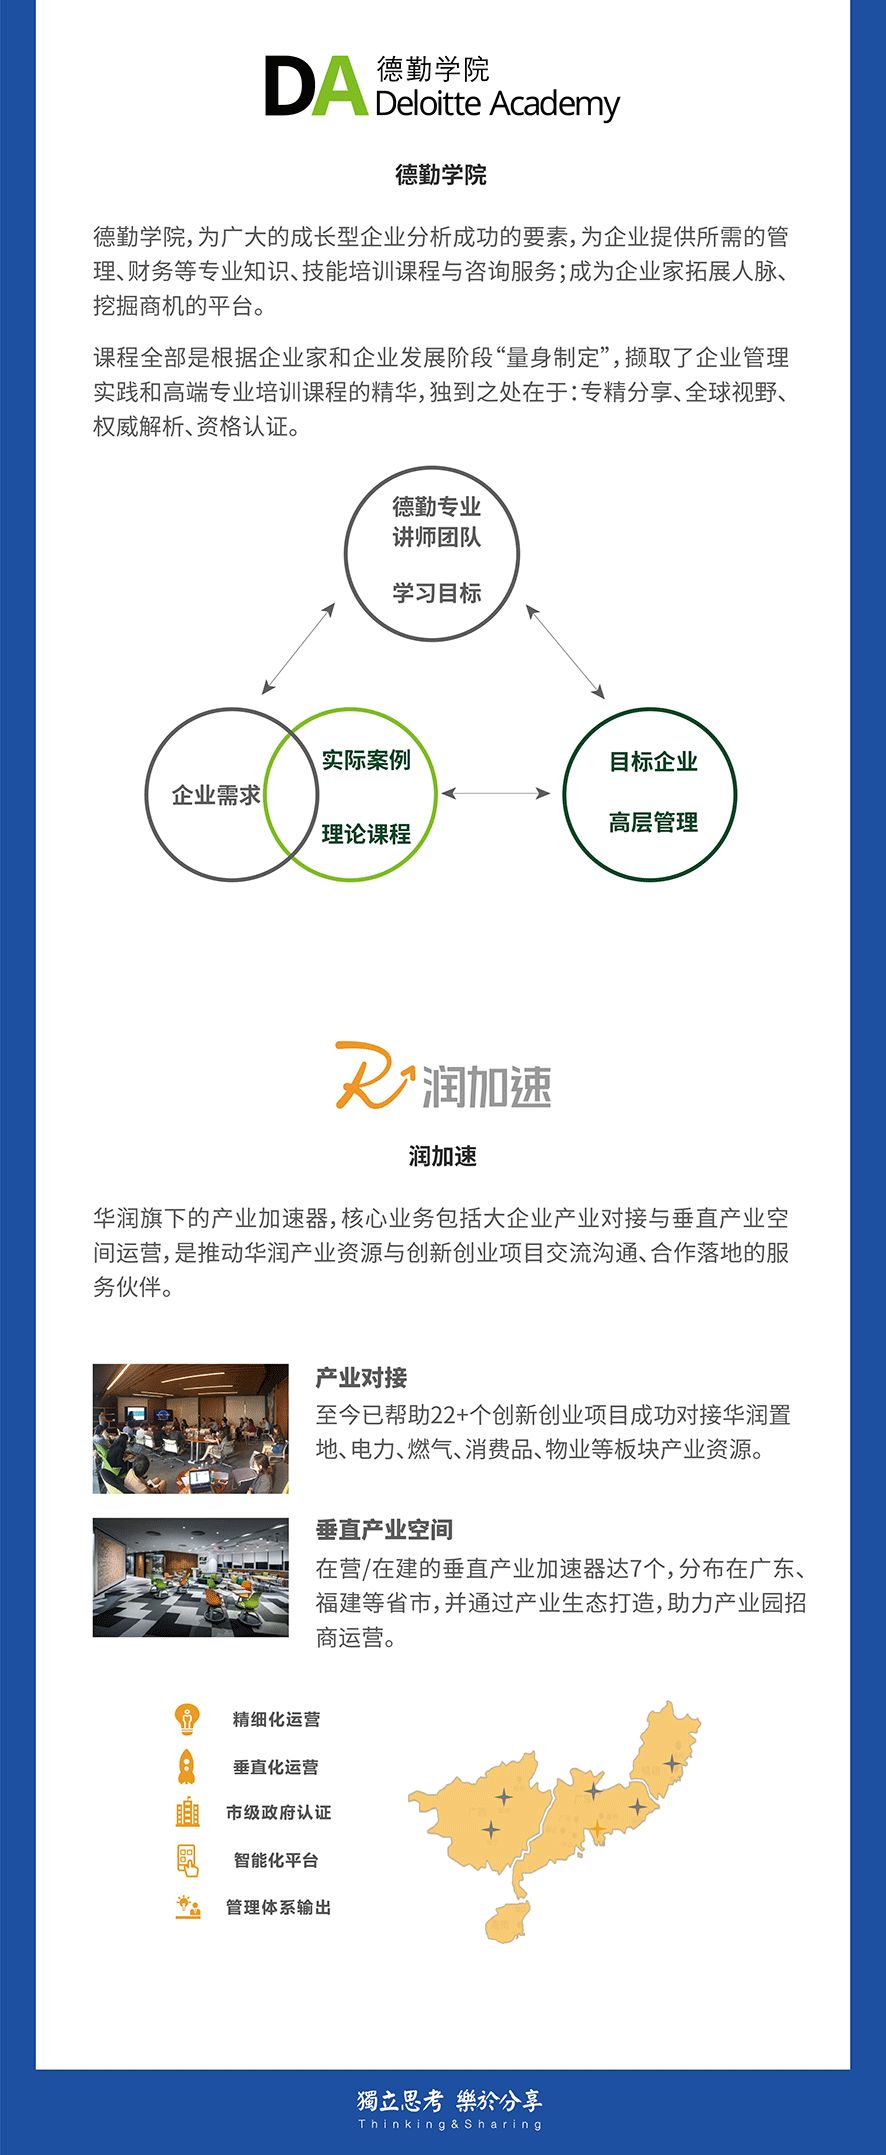 DA 德勤学院
Deloitte Academy
德勤学院
德勤学院，为广大的成长型企业分析成功的要素，为企业提供所需的管
理、财务等专业知识、技能培训课程与咨询服务；成为企业家拓展人脉、
挖掘商机的平台。
课程全部是根据企业家和企业发展阶段“量身制定”，撷取了企业管理
实践和高端专业培训课程的精华，独到之处在于：专精分享、全球视野、
权威解析、资格认证。
德勤专业
讲师团队
学习目标
企业需求
实际案例
理论课程
目标企业
高层管理
R 润加速
润加速
华润旗下的产业加速器，核心业务包括大企业产业对接与垂直产业空
间运营，是推动华润产业资源与创新创业项目交流沟通、合作落地的服
务伙伴。
产业对接
至今已帮助22+个创新创业项目成功对接华润置
地、电力、燃气、消费品、物业等板块产业资源。
垂直产业空间
在营/在建的垂直产业加速器达7个，分布在广东、
福建等省市，并通过产业生态打造，助力产业园招
商运营。
精细化运营
垂直化运营
市级政府认证
智能化平台
管理体系输出
獨立思考 樂於分享
Thinking&Sharing